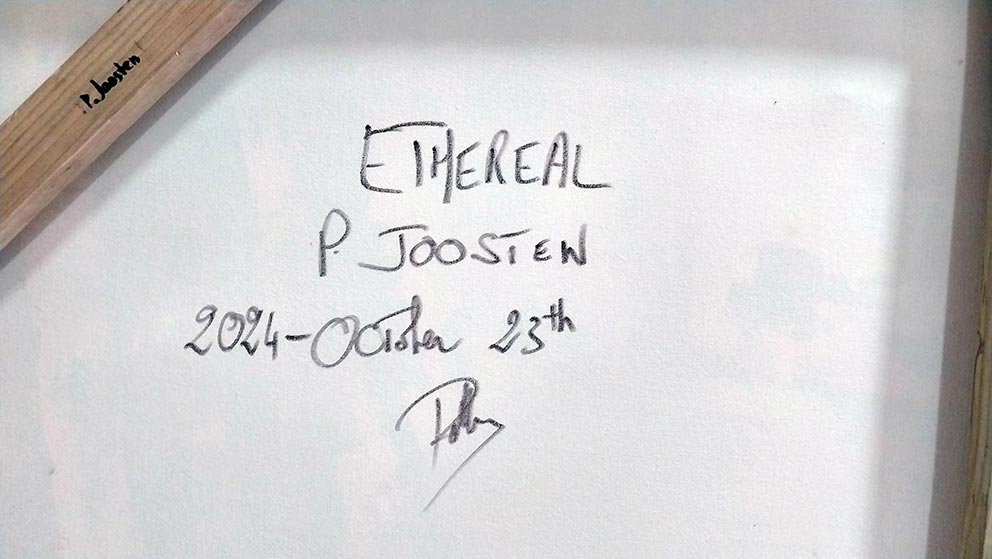 P. Joosten
ETHEREAL
P. JOOSTEN
2024-October 23th